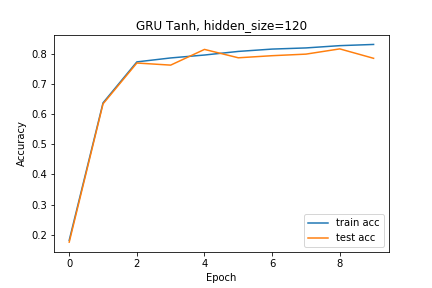 GRU Tanh, hidden_size=120
0.8
0.7
0.6
0.5
0.4
0.3
0.2
Accuracy
train acc
test acc
0 2 4 6 8
Epoch